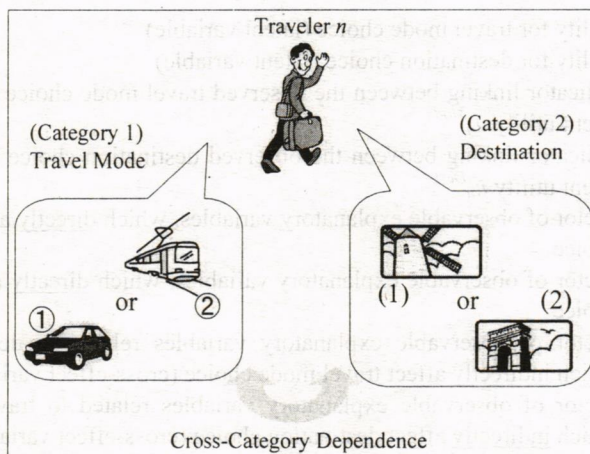 Traveler n
(Category 1)
Travel Mode
(Category 2)
Destination
or
②
①
(1) or (2)
Cross-Category Dependence